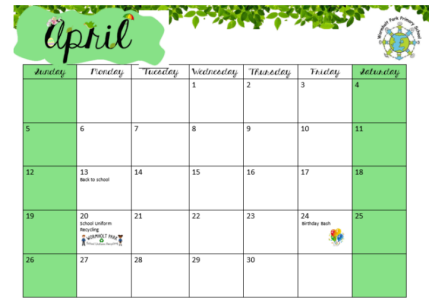 April
Sunday Monday Tuesday Wednesday Thursday Friday Saturday
1 2 3 4
5 6 7 8 9 10 11
12 13 14 15 16 17 18
Back to school
19 20 21 22 23 24 25
School Uniform Birthday Bash
Recycling
26 27 28 29 30